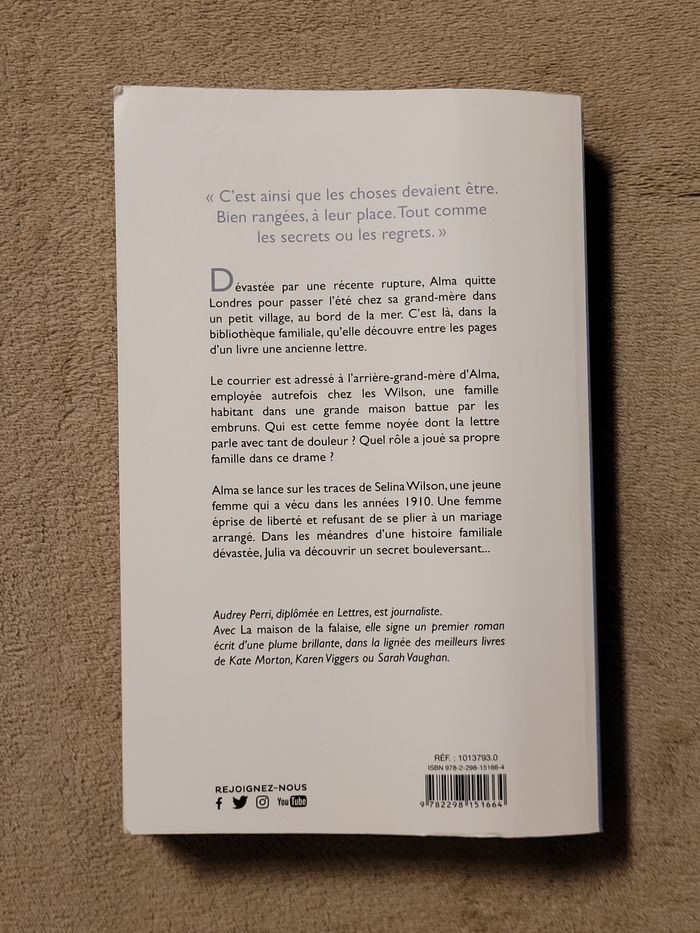 « C'est ainsi que les choses devaient être.
Bien rangées, à leur place. Tout comme
les secrets ou les regrets. »
Dévastée par une récente rupture, Alma quitte
Londres pour passer l'été chez sa grand-mère dans
un petit village, au bord de la mer. C'est là, dans la
bibliothèque familiale, qu'elle découvre entre les pages
d'un livre une ancienne lettre.
Le courrier est adressé à l'arrière-grand-mère d'Alma,
employée autrefois chez les Wilson, une famille
habitant dans une grande maison battue par les
embruns. Qui est cette femme noyée dont la lettre
parle avec tant de douleur ? Quel rôle a joué sa propre
famille dans ce drame ?
Alma se lance sur les traces de Selina Wilson, une jeune
femme qui a vécu dans les années 1910. Une femme
éprise de liberté et refusant de se plier à un mariage
arrangé. Dans les méandres d'une histoire familiale
dévastée, Julia va découvrir un secret bouleversant...
Audrey Perri, diplômée en Lettres, est journaliste.
Avec La maison de la falaise, elle signe un premier roman
écrit d'une plume brillante, dans la lignée des meilleurs livres
de Kate Morton, Karen Viggers ou Sarah Vaughan.
RÉF. : 1013793.0
ISBN 978-2-298-15166-4
9 782298 151664
REJOIGNEZ-NOUS
You Tube